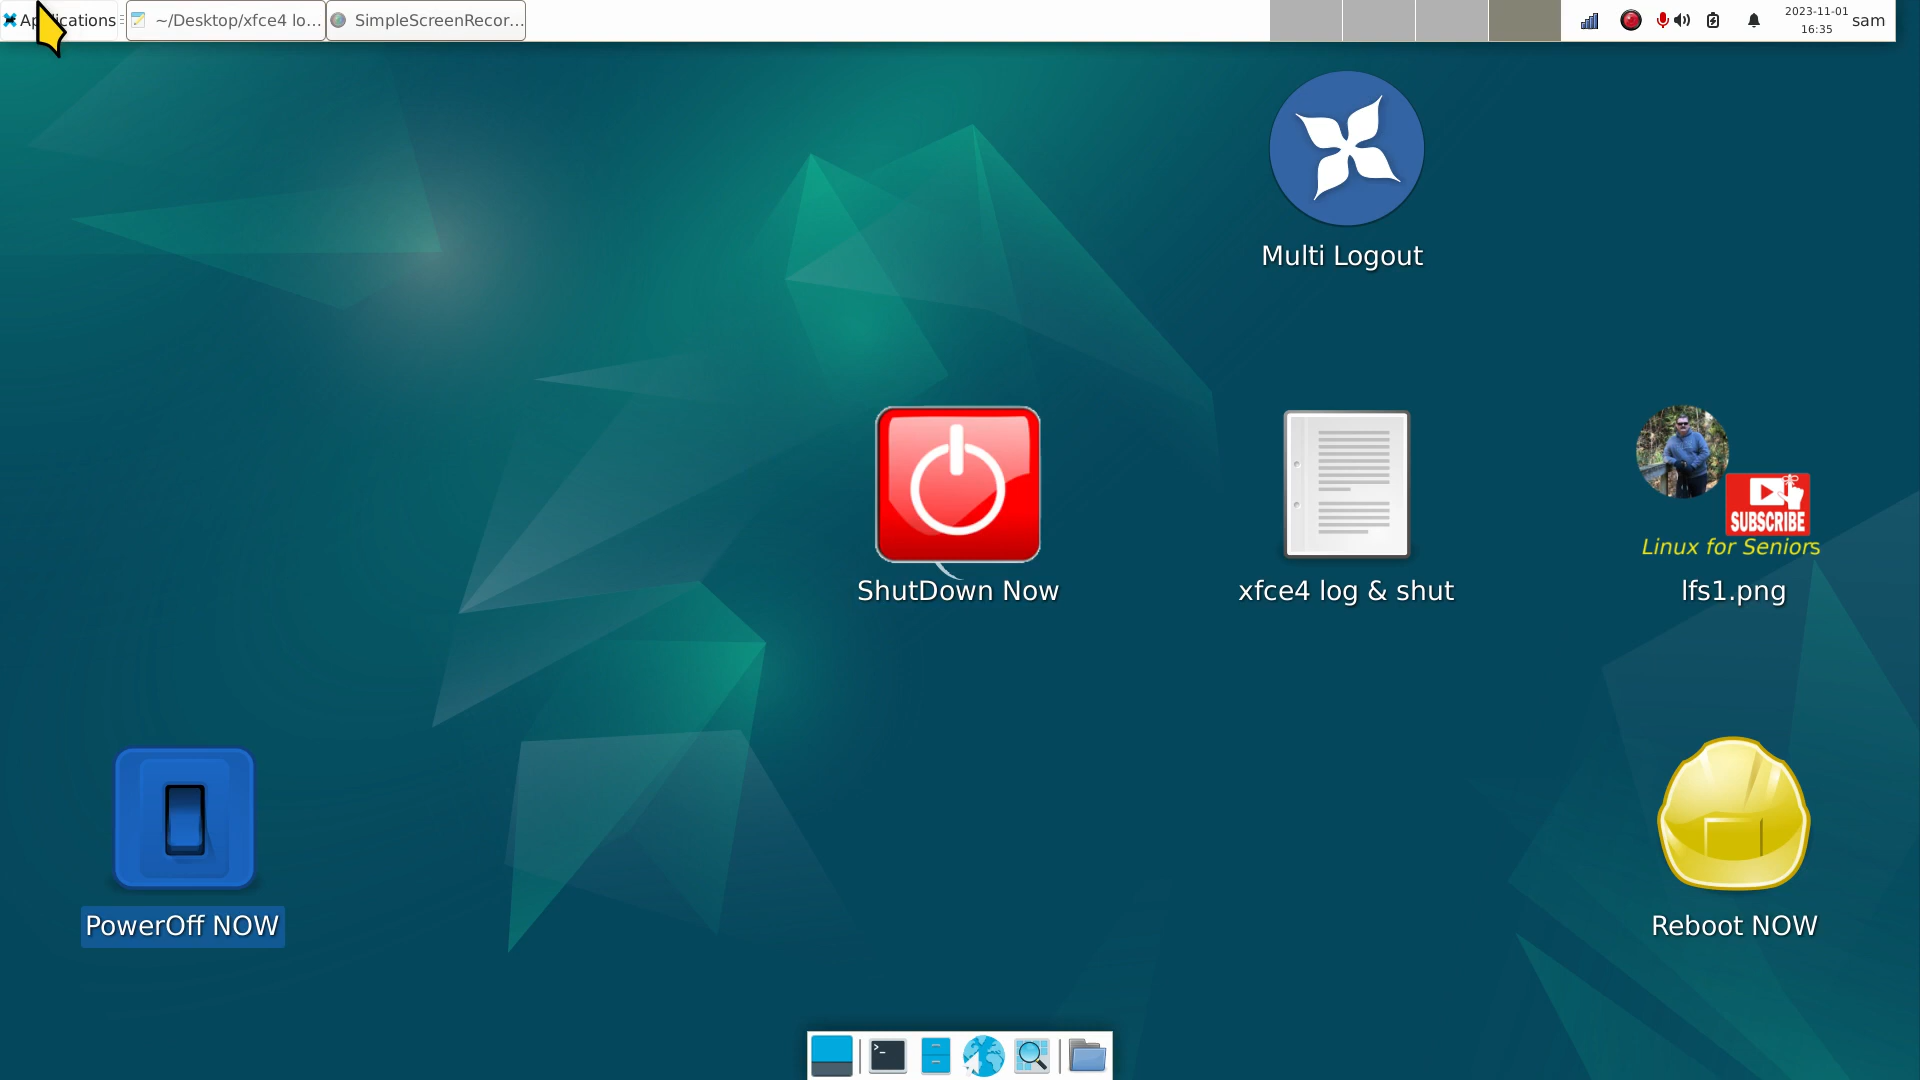 Applications
~/Desktop/xfce4 lo...
SimpleScreenRecor...
2023-11-01
16:35
sam
Multi Logout
ShutDown Now
xfce4 log & shut
SUBSCRIBE
Linux for Seniors
lfs1.png
PowerOff NOW
Reboot NOW
>_